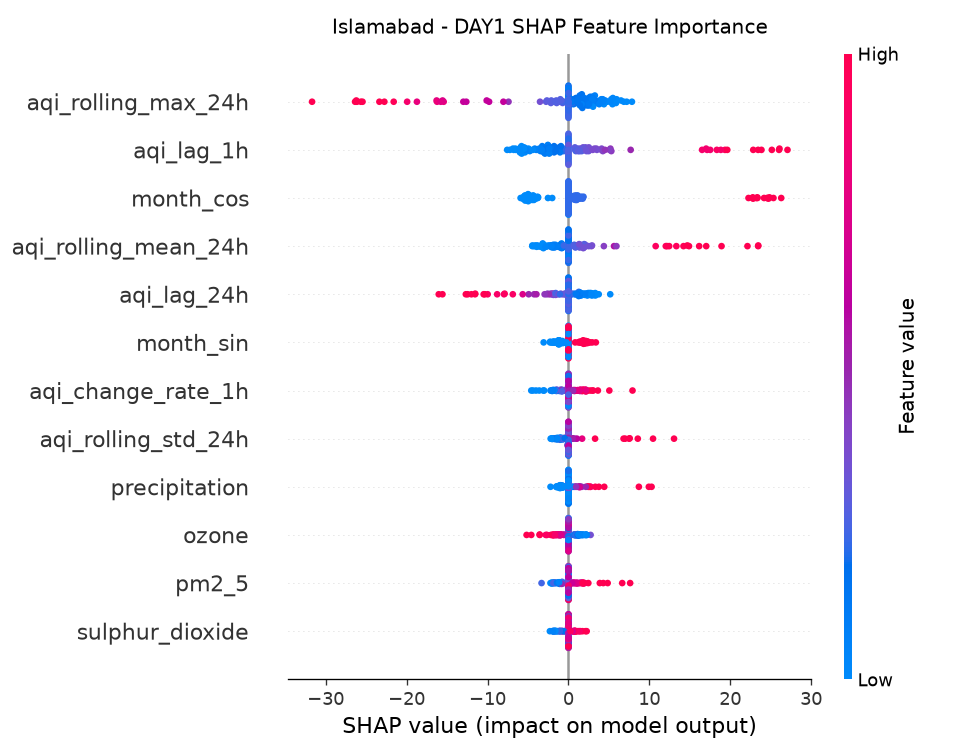 Islamabad - DAY1 SHAP Feature Importance
High
aqi_rolling_max_24h
aqi_lag_1h
month_cos
aqi_rolling_mean_24h
aqi_lag_24h
month_sin
aqi_change_rate_1h
aqi_rolling_std_24h
precipitation
ozone
pm2_5
sulphur_dioxide
Feature value
Low
−30 −20 −10 0 10 20 30
SHAP value (impact on model output)